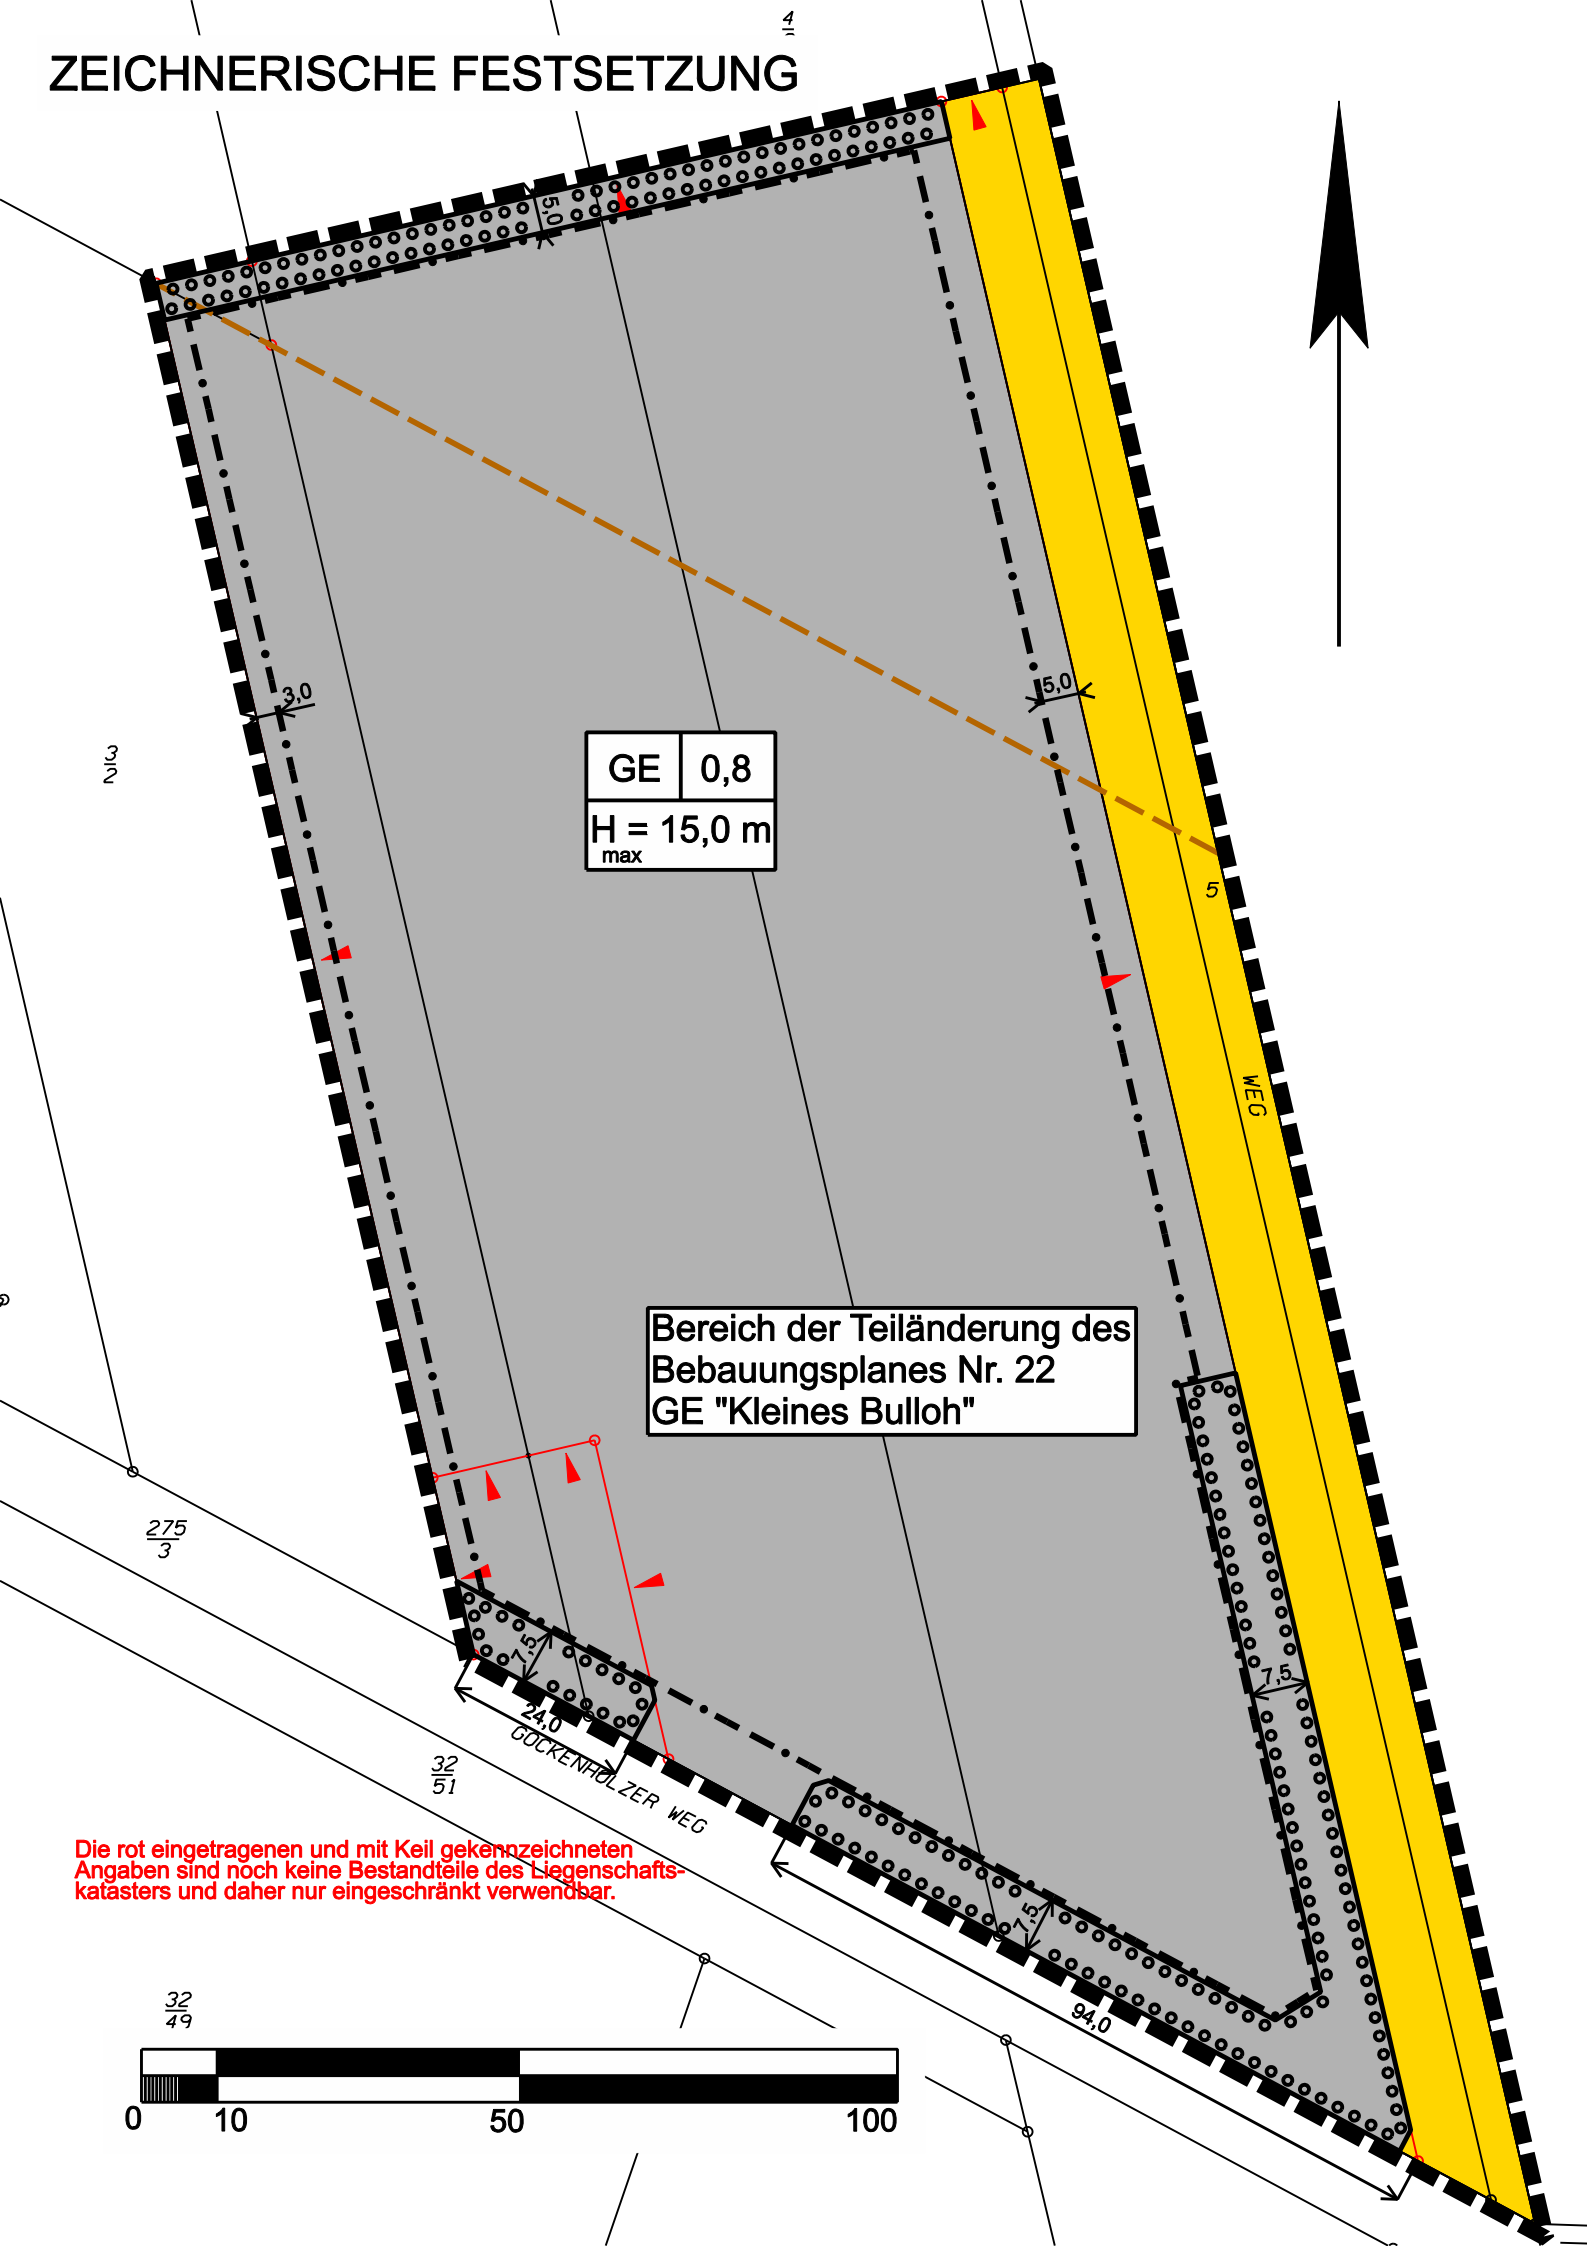 4
ZEICHNERISCHE FESTSETZUNG
5,0
3,0
5,0
3
2
GE 0,8
H = 15,0 m
max
5
WEG
Bereich der Teiländerung des
Bebauungsplanes Nr. 22
GE "Kleines Bulloh"
275
3
7,5
7,5
24,0
GOCKENHOLZER WEG
32
51
Die rot eingetragenen und mit Keil gekennzeichneten
Angaben sind noch keine Bestandteile des Liegenschafts-
katasters und daher nur eingeschränkt verwendbar.
7,5
94,0
32
49
0 10 50 100